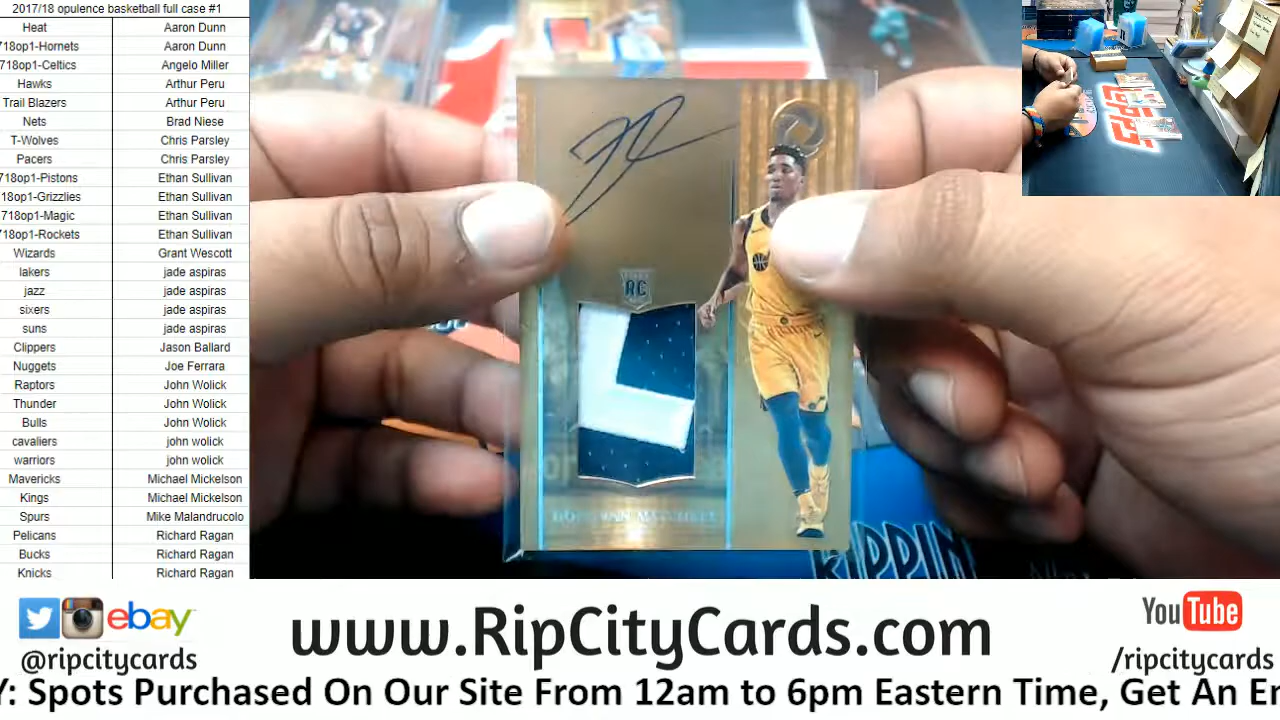 2017/18 opulence basketball full case #1
Heat Aaron Dunn
718op1-Hornets Aaron Dunn
718op1-Celtics Angelo Miller
Hawks Arthur Peru
Trail Blazers Arthur Peru
Nets Brad Niese
T-Wolves Chris Parsley
Pacers Chris Parsley
718op1-Pistons Ethan Sullivan
18op1-Grizzlies Ethan Sullivan
718op1-Magic Ethan Sullivan
718op1-Rockets Ethan Sullivan
Wizards Grant Wescott
lakers jade aspiras
jazz jade aspiras
sixers jade aspiras
suns jade aspiras
Clippers Jason Ballard
Nuggets Joe Ferrara
Raptors John Wolick
Thunder John Wolick
Bulls John Wolick
cavaliers john wolick
warriors john wolick
Mavericks Michael Mickelson
Kings Michael Mickelson
Spurs Mike Malandrucolo
Pelicans Richard Ragan
Bucks Richard Ragan
Knicks Richard Ragan
RC
DONOVAN MITCHELL
RIPPIN
ebay
@ripcitycards
www.RipCityCards.com
YouTube
/ripcitycards
Y: Spots Purchased On Our Site From 12am to 6pm Eastern Time, Get An En